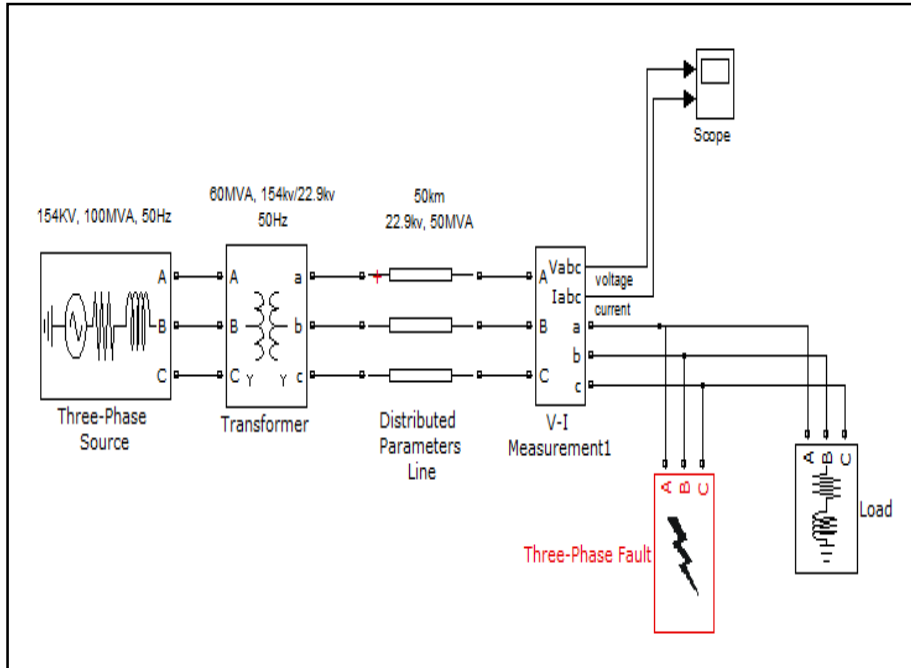 Scope
60MVA, 154kv/22.9kv
50Hz
50km
22.9kv, 50MVA
154KV, 100MVA, 50Hz
A
B
C
A
B
C
Y Y
a
b
c
A
B
C
Vabc
Iabc
a
b
c
voltage
current
Three-Phase
Source
Transformer
Distributed
Parameters
Line
V-I
Measurement1
A B C
Three-Phase Fault
A B C
Load